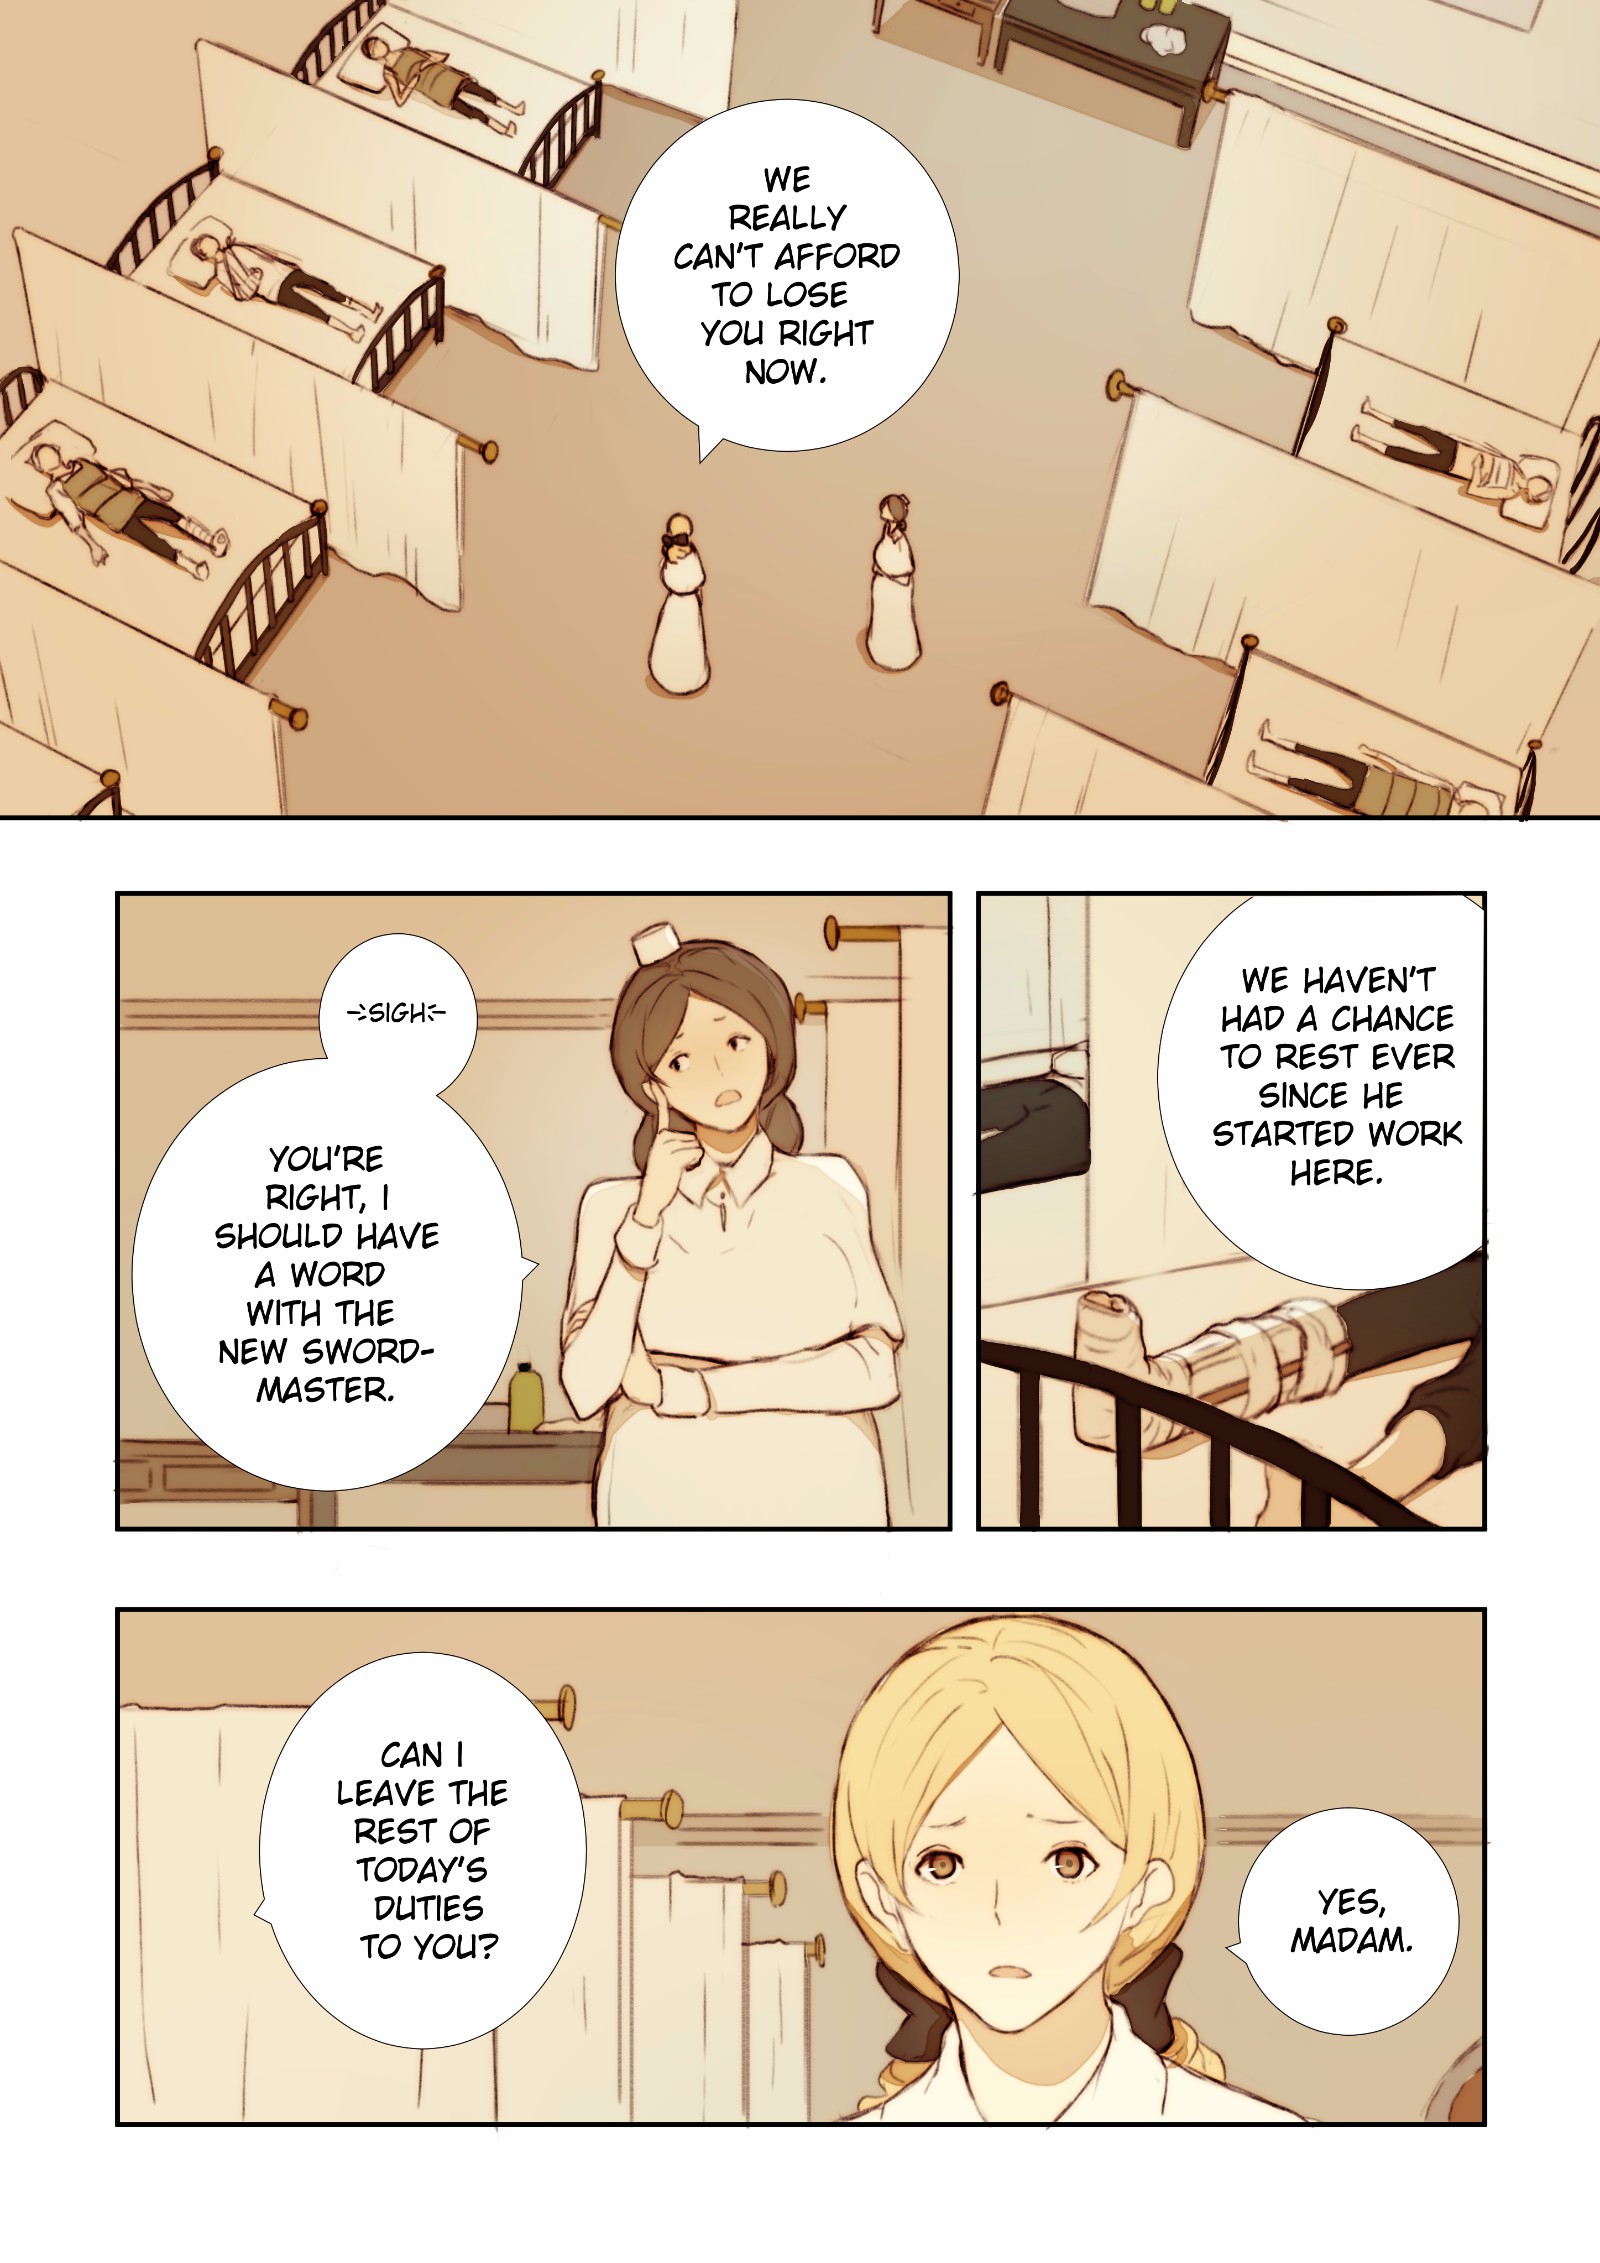 WE
REALLY
CAN'T AFFORD
TO LOSE
YOU RIGHT
NOW.
WE HAVEN'T
HAD A CHANCE
TO REST EVER
SINCE HE
STARTED WORK
HERE.
SIGH
YOU'RE
RIGHT, I
SHOULD HAVE
A WORD
WITH THE
NEW SWORD-
MASTER.
CAN I
LEAVE THE
REST OF
TODAY'S
DUTIES
TO YOU?
YES,
MADAM.